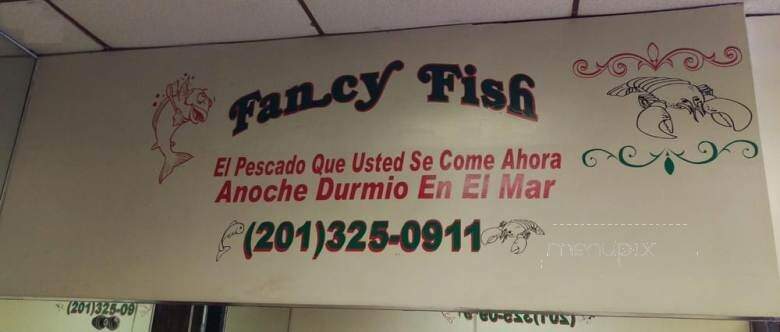 Fancy Fish
El Pescado Que Usted Se Come Ahora
Anoche Durmio En El Mar
(201)325-0911
menupix
(201)325-09